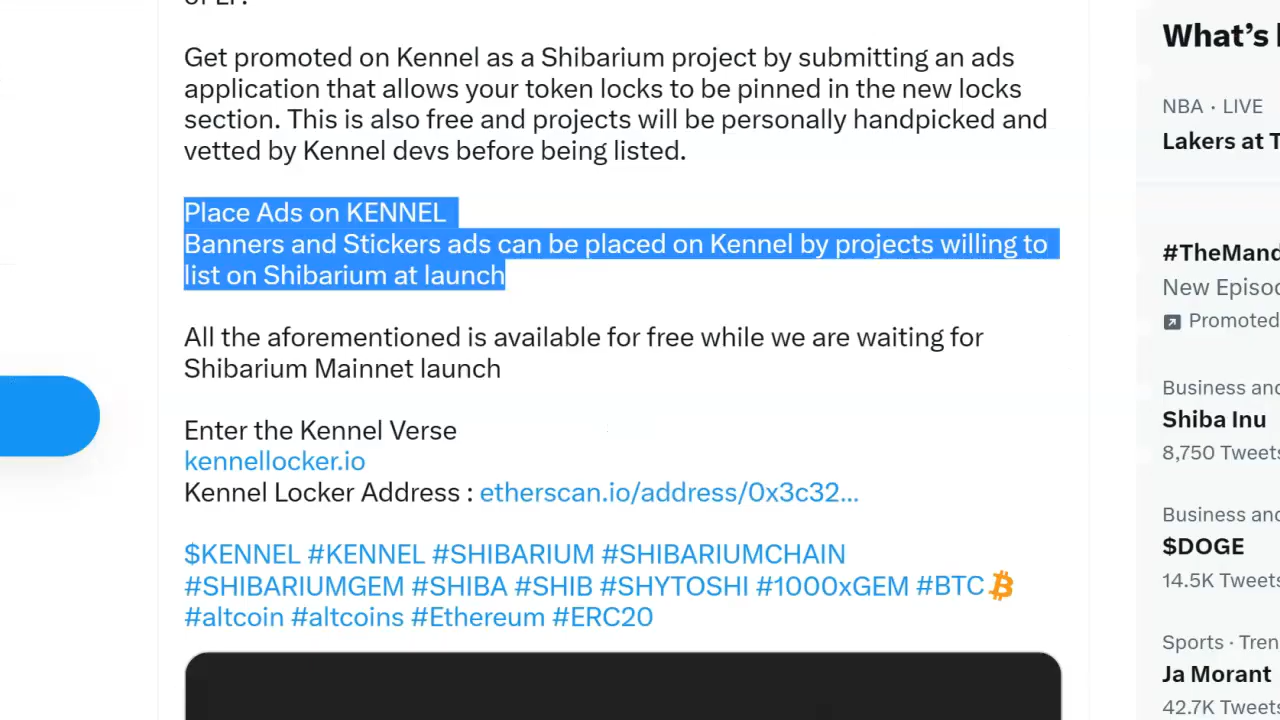 Get promoted on Kennel as a Shibarium project by submitting an ads
application that allows your token locks to be pinned in the new locks
section. This is also free and projects will be personally handpicked and
vetted by Kennel devs before being listed.
Place Ads on KENNEL
Banners and Stickers ads can be placed on Kennel by projects willing to
list on Shibarium at launch
All the aforementioned is available for free while we are waiting for
Shibarium Mainnet launch
Enter the Kennel Verse
kennellocker.io
Kennel Locker Address : etherscan.io/address/0x3c32...
$KENNEL #KENNEL #SHIBARIUM #SHIBARIUMCHAIN
#SHIBARIUMGEM #SHIBA #SHIB #SHYTOSHI #1000xGEM #BTC
#altcoin #altcoins #Ethereum #ERC20
What's
NBA · LIVE
Lakers at
#TheMand
New Episo
Promoted
Business and
Shiba Inu
8,750 Tweets
Business and
$DOGE
14.5K Tweets
Sports · Tren
Ja Morant
42.7K Tweets